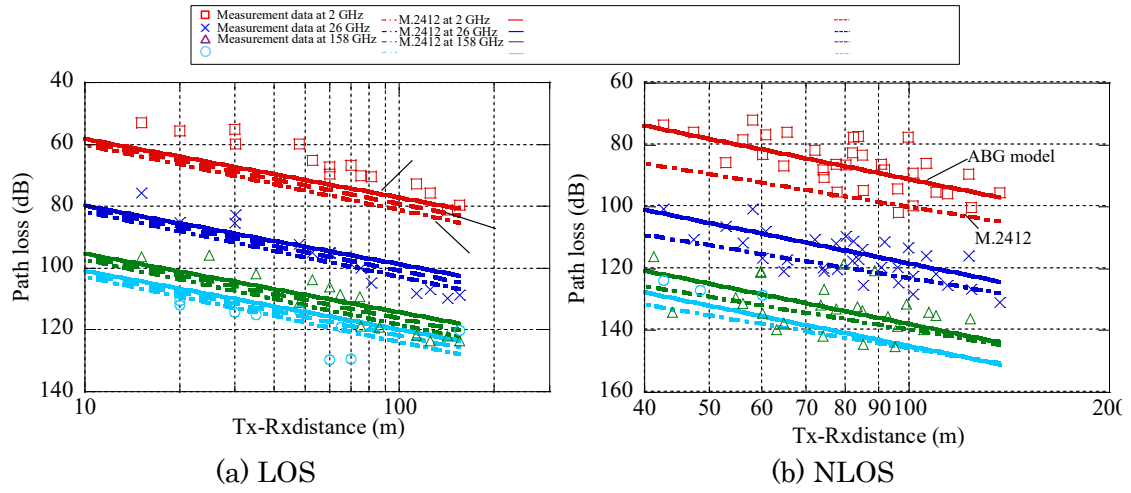 Measurement data at 2 GHz M.2412 at 2 GHz
Measurement data at 26 GHz M.2412 at 26 GHz
Measurement data at 158 GHz M.2412 at 158 GHz
40
60
80
100
120
140
Path loss (dB)
10 100
Tx-Rxdistance (m)
(a) LOS
60
80
100
120
140
160
Path loss (dB)
ABG model
M.2412
40 50 60 70 80 90 100 200
Tx-Rxdistance (m)
(b) NLOS